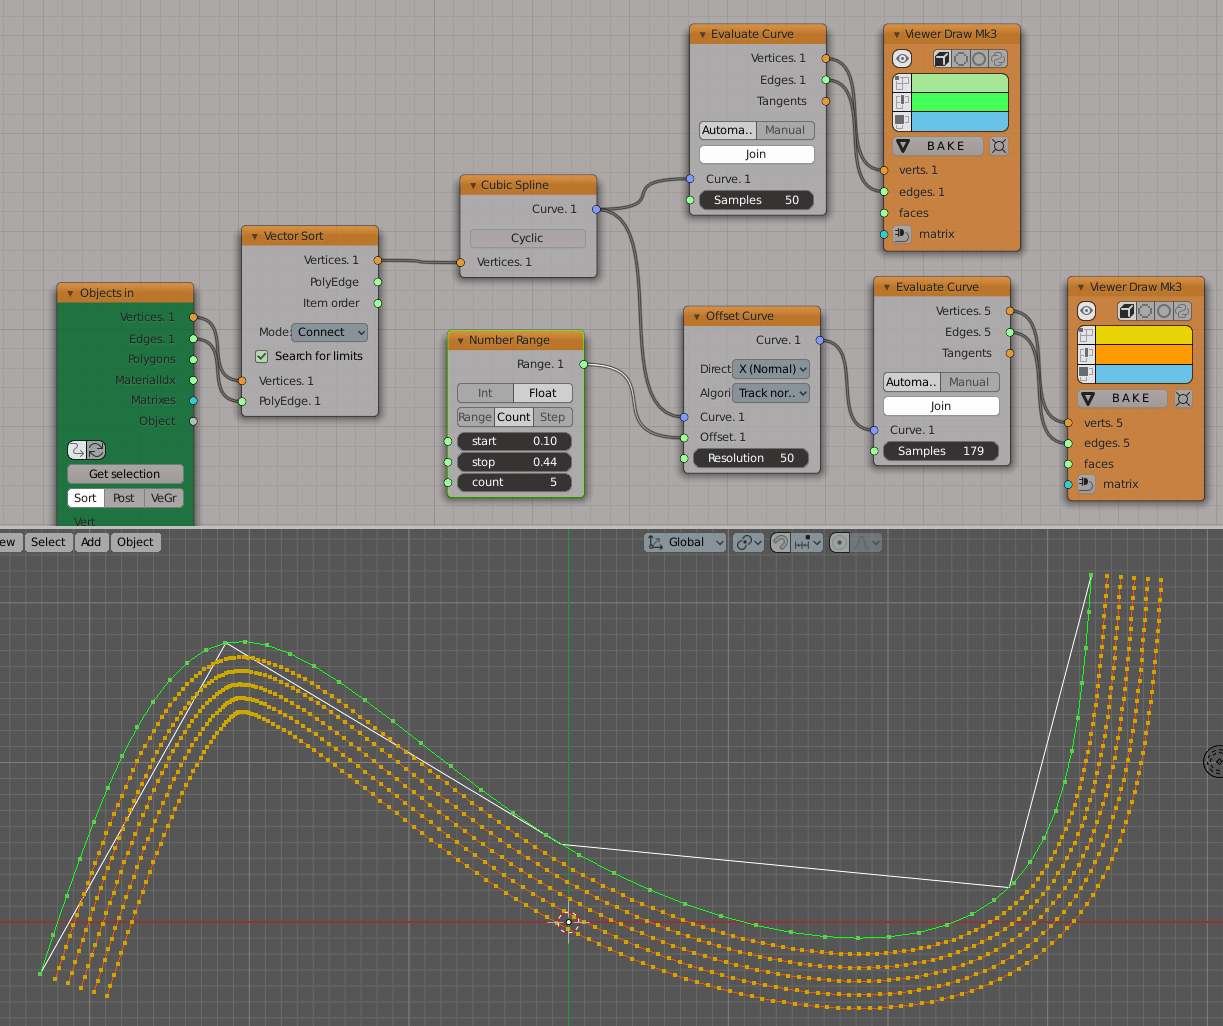 Evaluate Curve
Vertices. 1
Edges. 1
Tangents
Automa.. Manual
Join
Curve. 1
Samples 50
Viewer Draw Mk3
BAKE
verts. 1
edges. 1
faces
matrix
Cubic Spline
Curve. 1
Cyclic
Vertices. 1
Vector Sort
Vertices. 1
PolyEdge
Item order
Mode: Connect
Search for limits
Vertices. 1
PolyEdge. 1
Objects in
Vertices. 1
Edges. 1
Polygons
MaterialIdx
Matrixes
Object
Get selection
Sort Post VeGr
Vert
Number Range
Range. 1
Int Float
Range Count Step
start 0.10
stop 0.44
count 5
Offset Curve
Curve. 1
Direct X (Normal)
Algori Track nor..
Curve. 1
Offset. 1
Resolution 50
Evaluate Curve
Vertices 5
Edges. 5
Tangents
Automa.. Manual
Join
Curve. 1
Samples 179
Viewer Draw Mk3
BAKE
verts. 5
edges. 5
faces
matrix
ew Select Add Object
Global